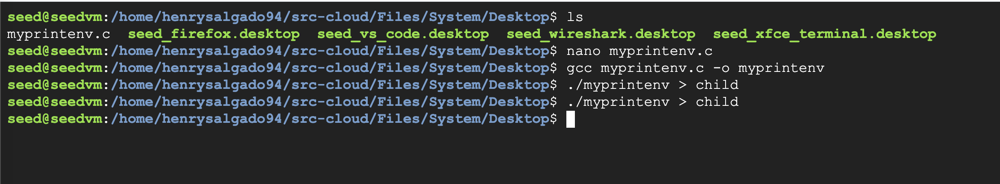 seed@seedvm:/home/henrysalgado94/src-cloud/Files/System/Desktop$ ls
myprintenv.c  seed_firefox.desktop  seed_vs_code.desktop  seed_wireshark.desktop  seed_xfce_terminal.desktop
seed@seedvm:/home/henrysalgado94/src-cloud/Files/System/Desktop$ nano myprintenv.c
seed@seedvm:/home/henrysalgado94/src-cloud/Files/System/Desktop$ gcc myprintenv.c -o myprintenv
seed@seedvm:/home/henrysalgado94/src-cloud/Files/System/Desktop$ ./myprintenv > child
seed@seedvm:/home/henrysalgado94/src-cloud/Files/System/Desktop$ ./myprintenv > child
seed@seedvm:/home/henrysalgado94/src-cloud/Files/System/Desktop$